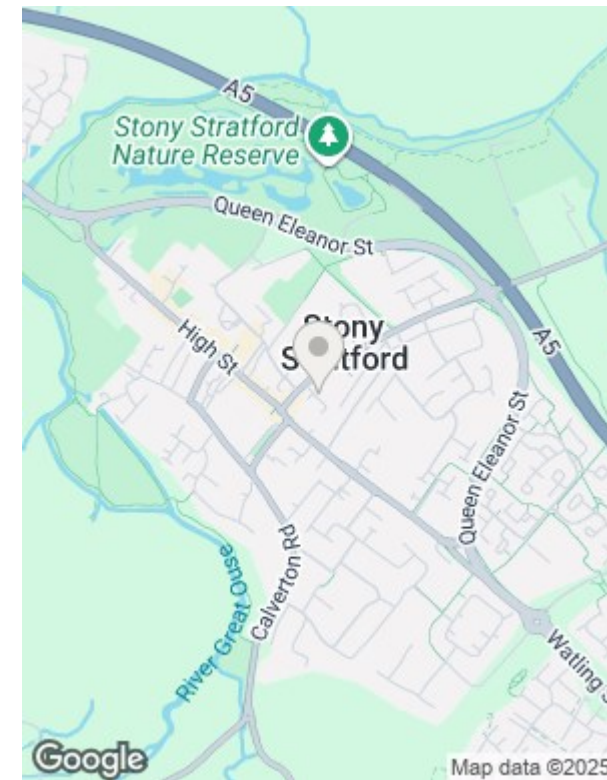 A5
Stony Stratford
Nature Reserve
Queen Eleanor St
High St
Stony
Stratford
A5
Queen Eleanor St
Calverton Rd
River Great Ouse
Watling S
Google
Map data ©2025